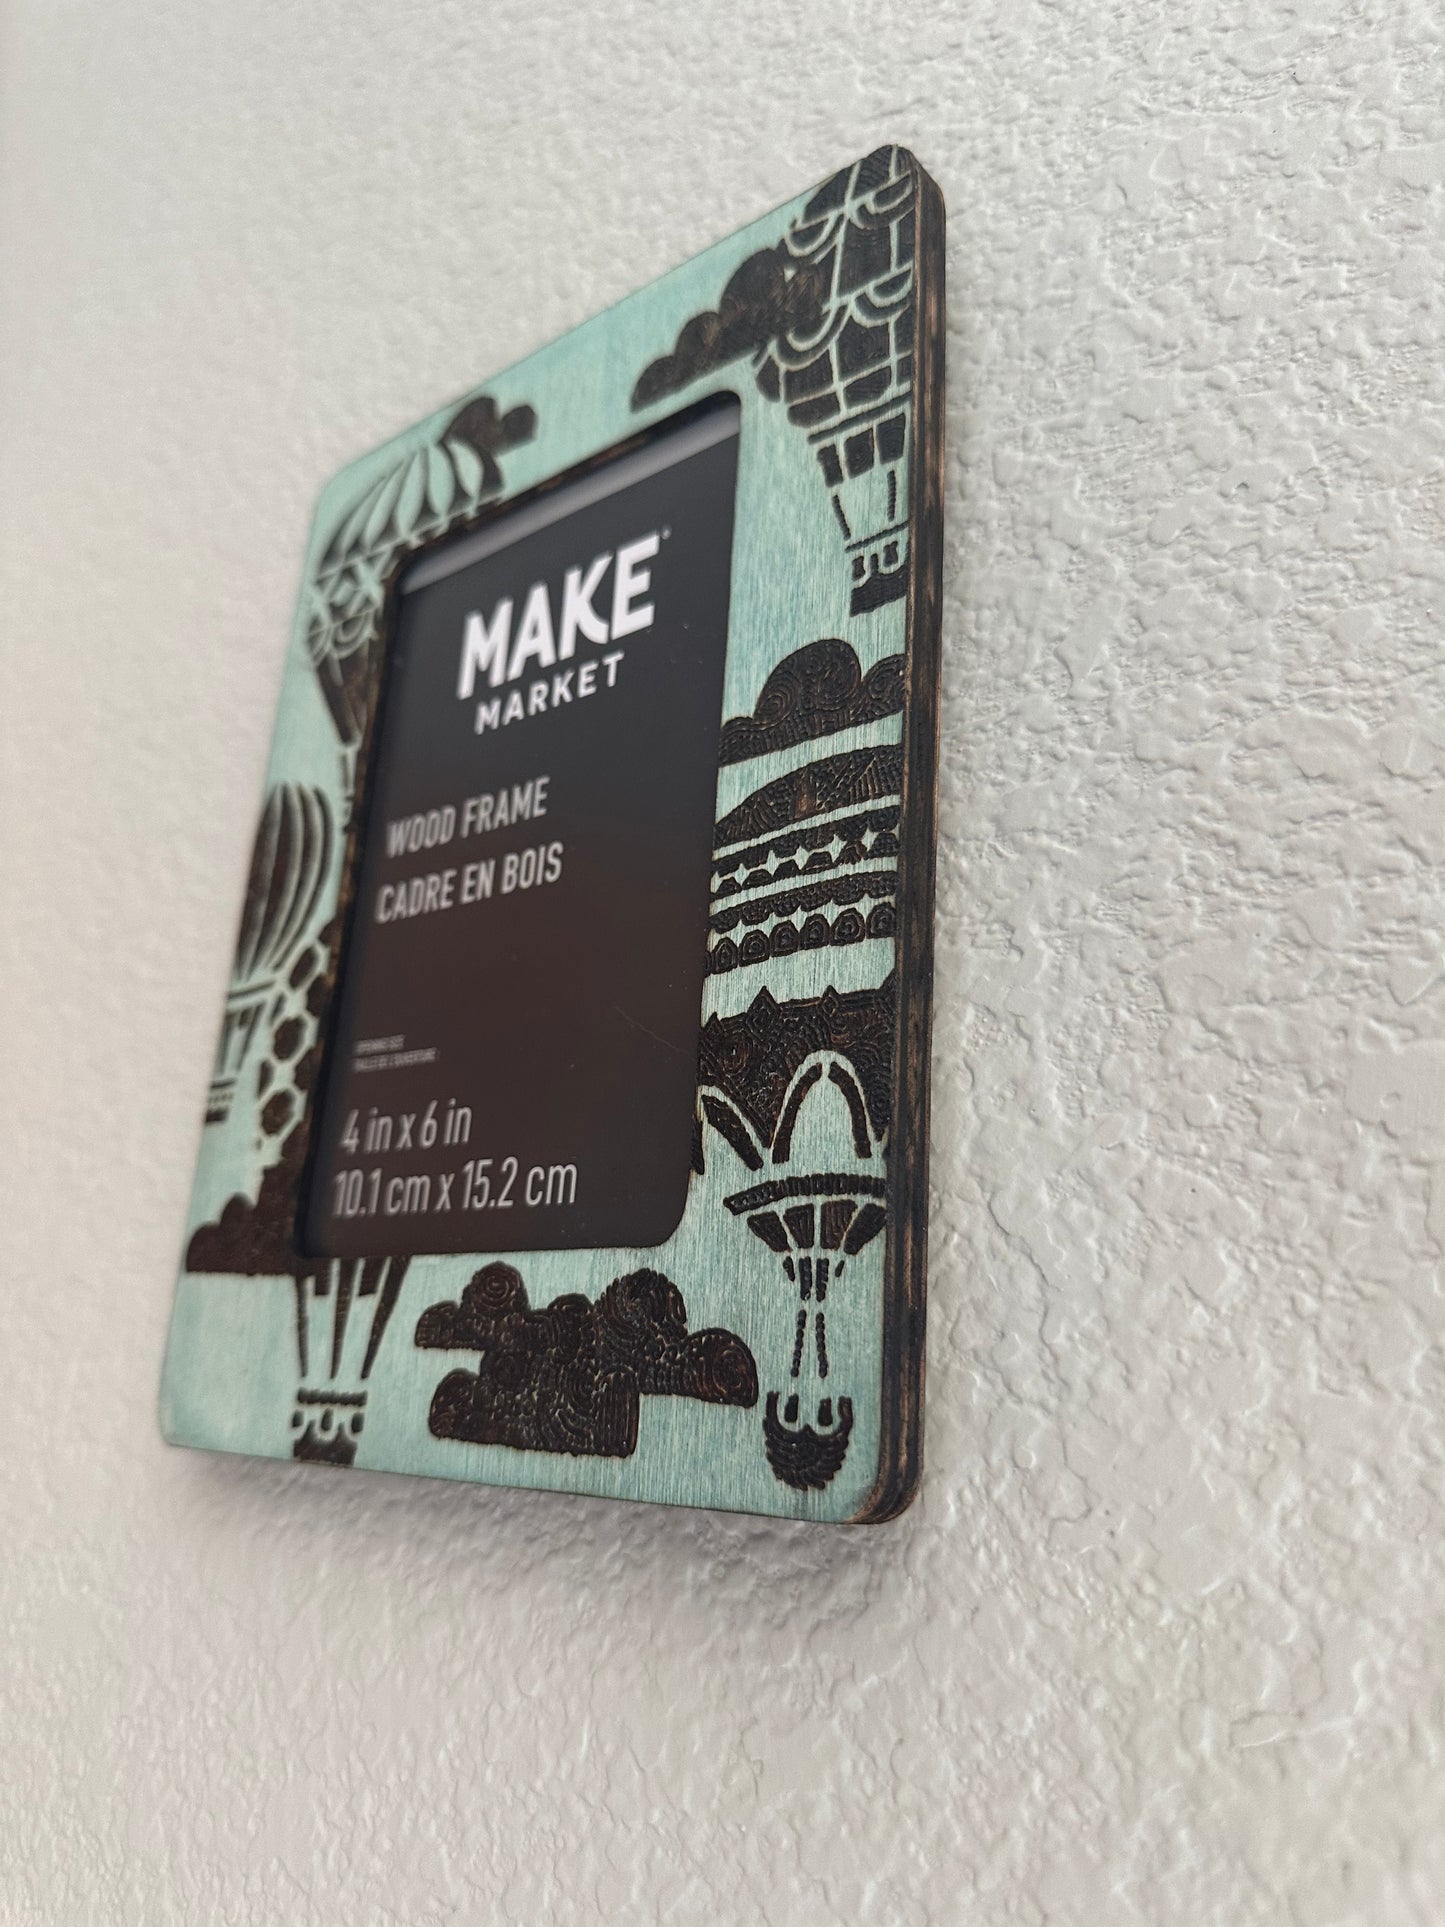 MAKE
MARKET
WOOD FRAME
CADRE EN BOIS
4 in x 6 in
10.1 cm x 15.2 cm